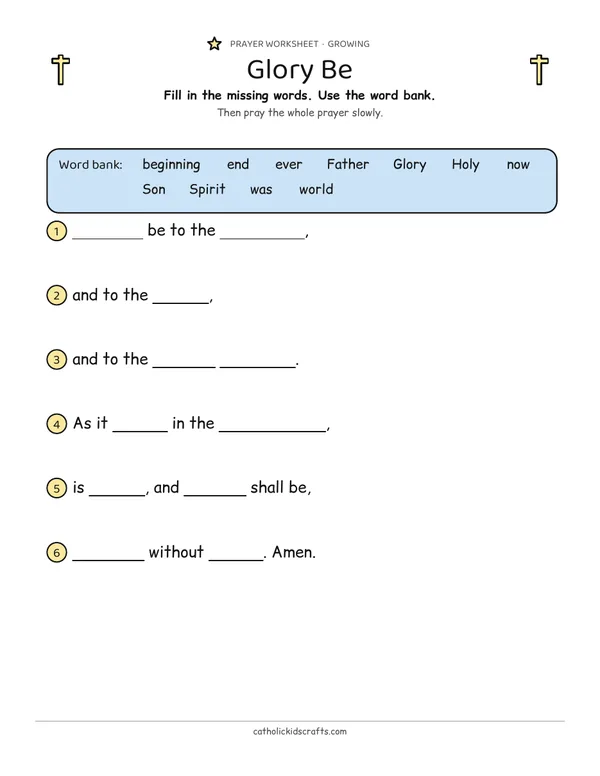 PRAYER WORKSHEET · GROWING
Glory Be
Fill in the missing words. Use the word bank.
Then pray the whole prayer slowly.
Word bank: beginning end ever Father Glory Holy now
Son Spirit was world
1 ________ be to the __________,
2 and to the ______,
3 and to the _______ ________.
4 As it ______ in the ____________,
5 is ______, and _______ shall be,
6 ________ without ______. Amen.
catholickidscrafts.com